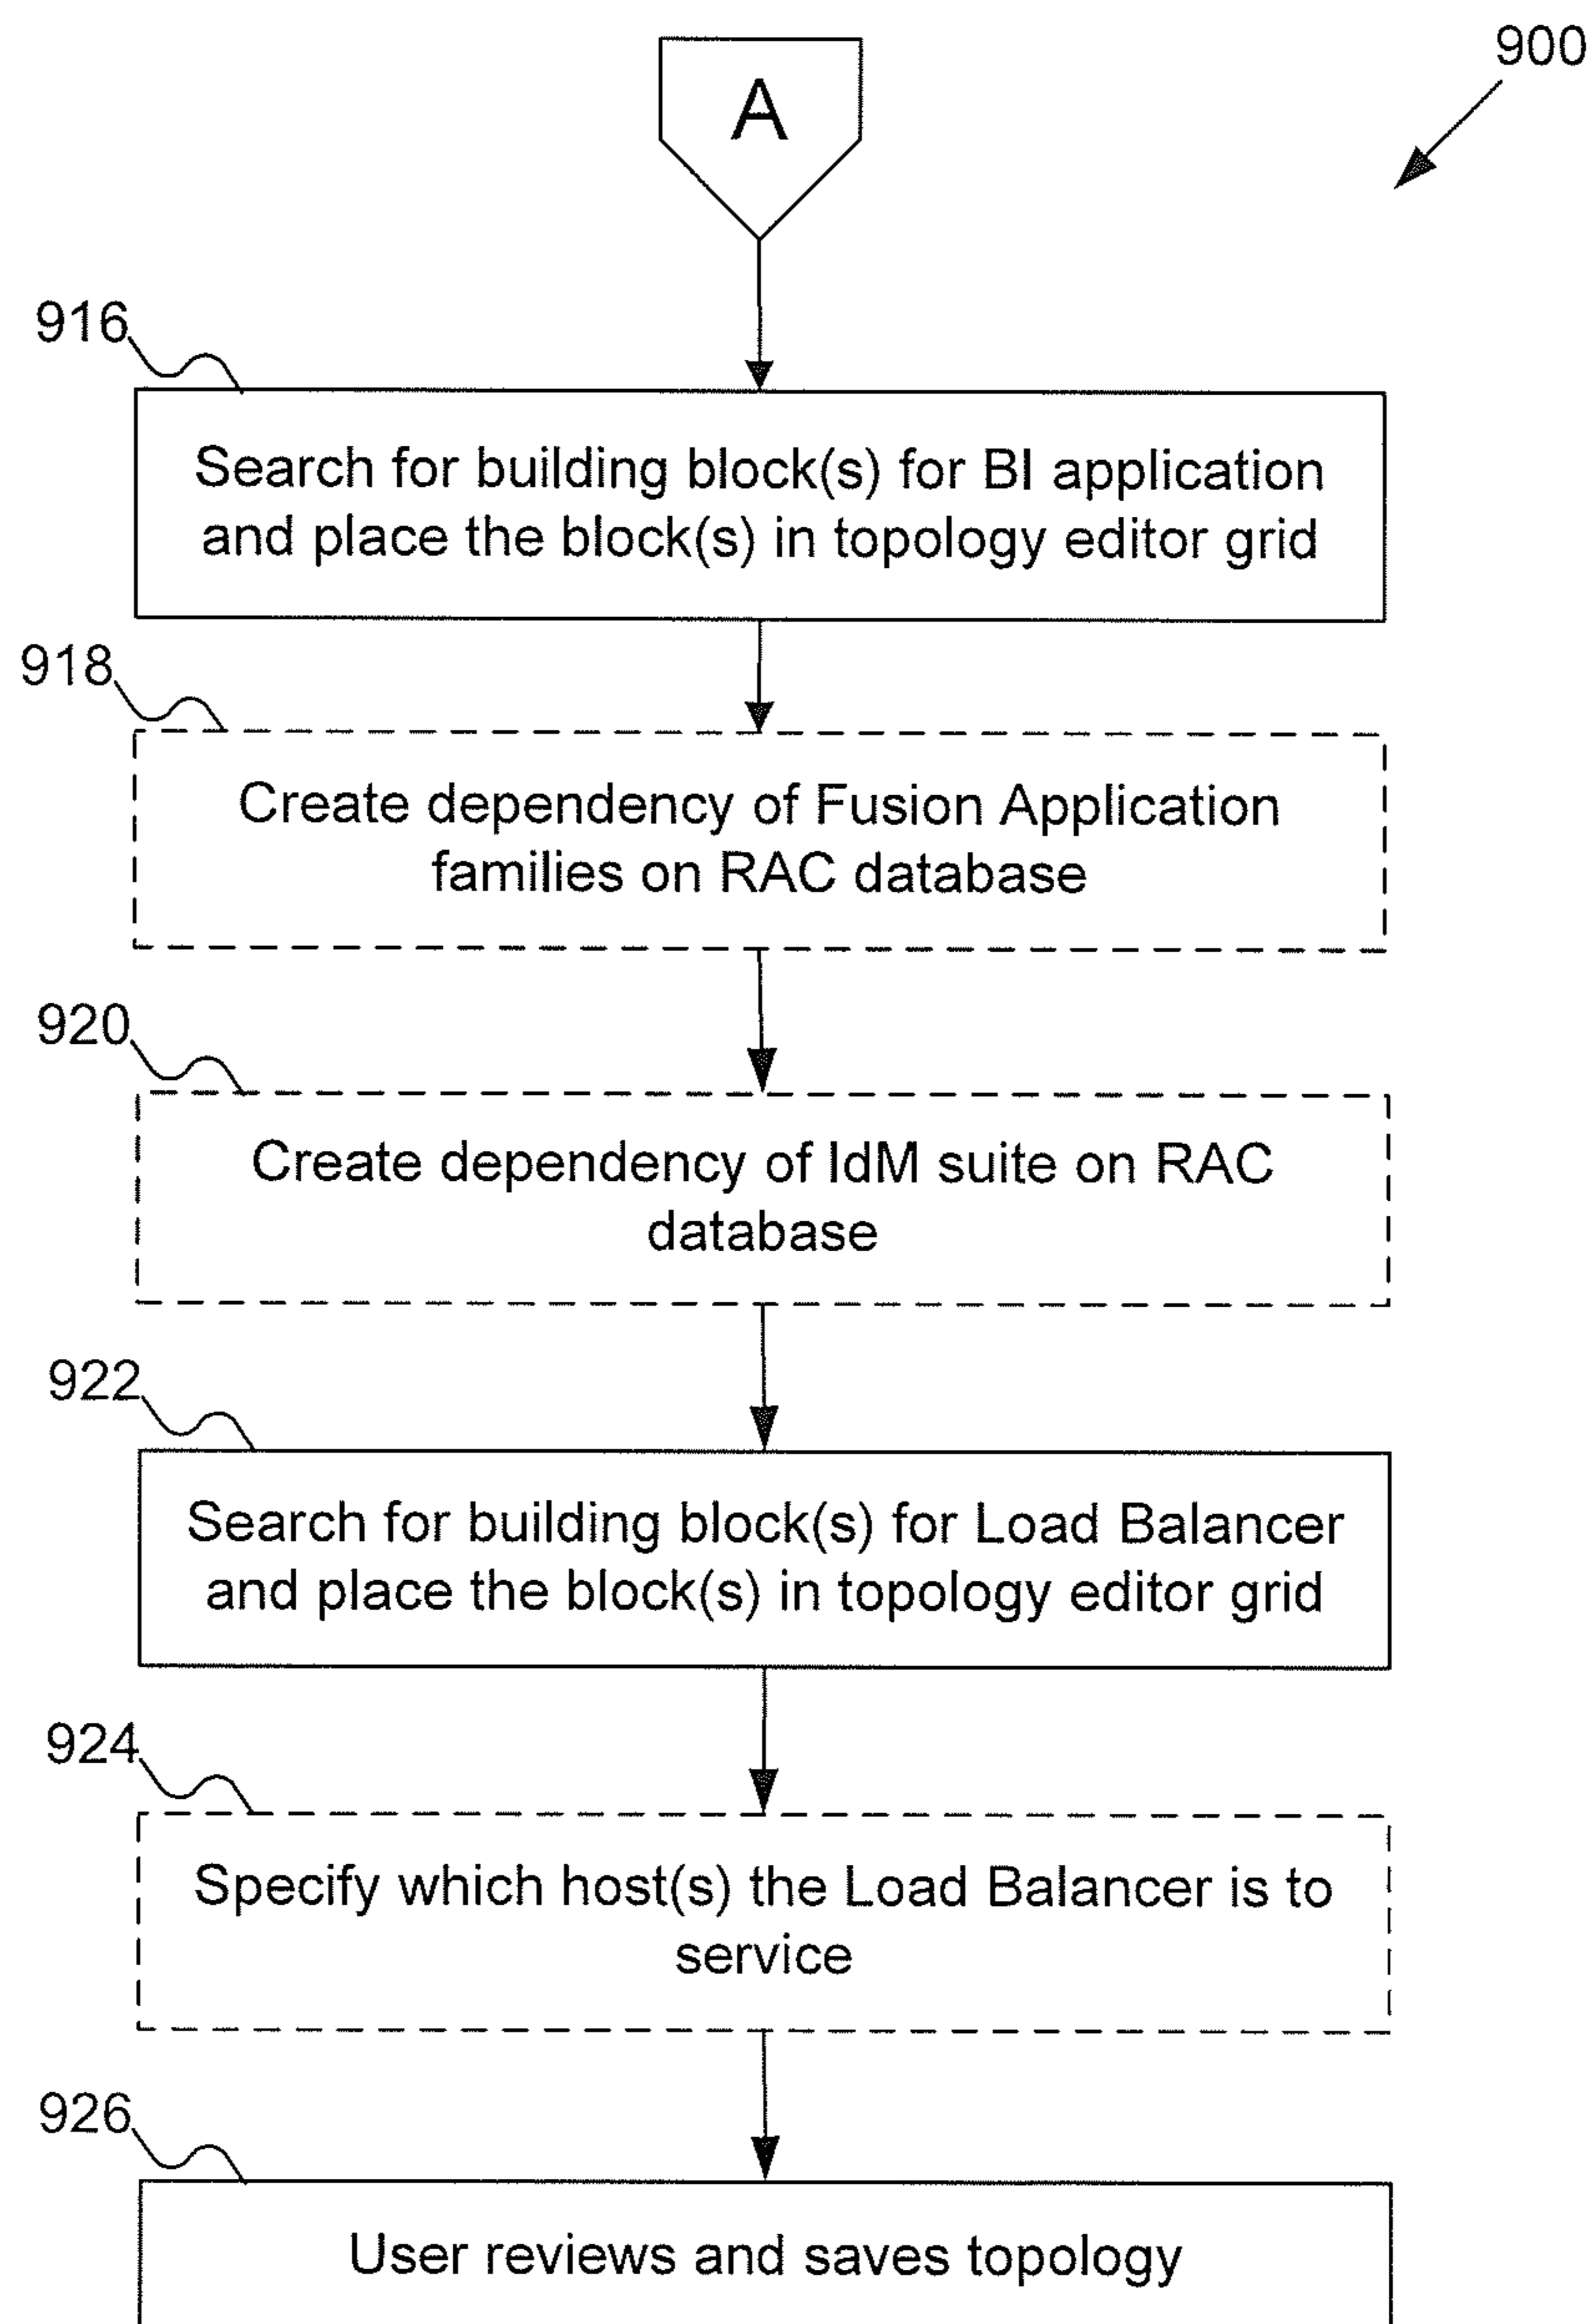 900
A
916
Search for building block(s) for BI application
and place the block(s) in topology editor grid
918
Create dependency of Fusion Application
families on RAC database
920
Create dependency of IdM suite on RAC
database
922
Search for building block(s) for Load Balancer
and place the block(s) in topology editor grid
924
Specify which host(s) the Load Balancer is to
service
926
User reviews and saves topology